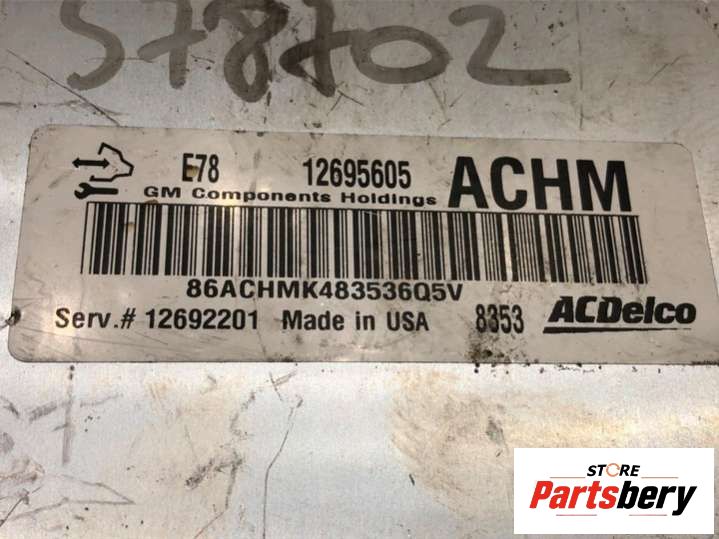 578702
E78 12695605 ACHM
GM Components Holdings
86ACHMK483536Q5V
Serv.# 12692201 Made in USA 8353 ACDelco
STORE
Partsbery